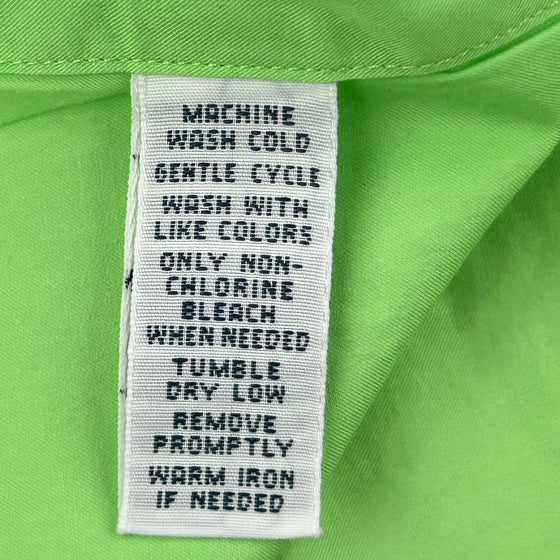 MACHINE
WASH COLD
GENTLE CYCLE
WASH WITH
LIKE COLORS
ONLY NON-
CHLORINE
BLEACH
WHEN NEEDED
TUMBLE
DRY LOW
REMOVE
PROMPTLY
WARM IRON
IF NEEDED